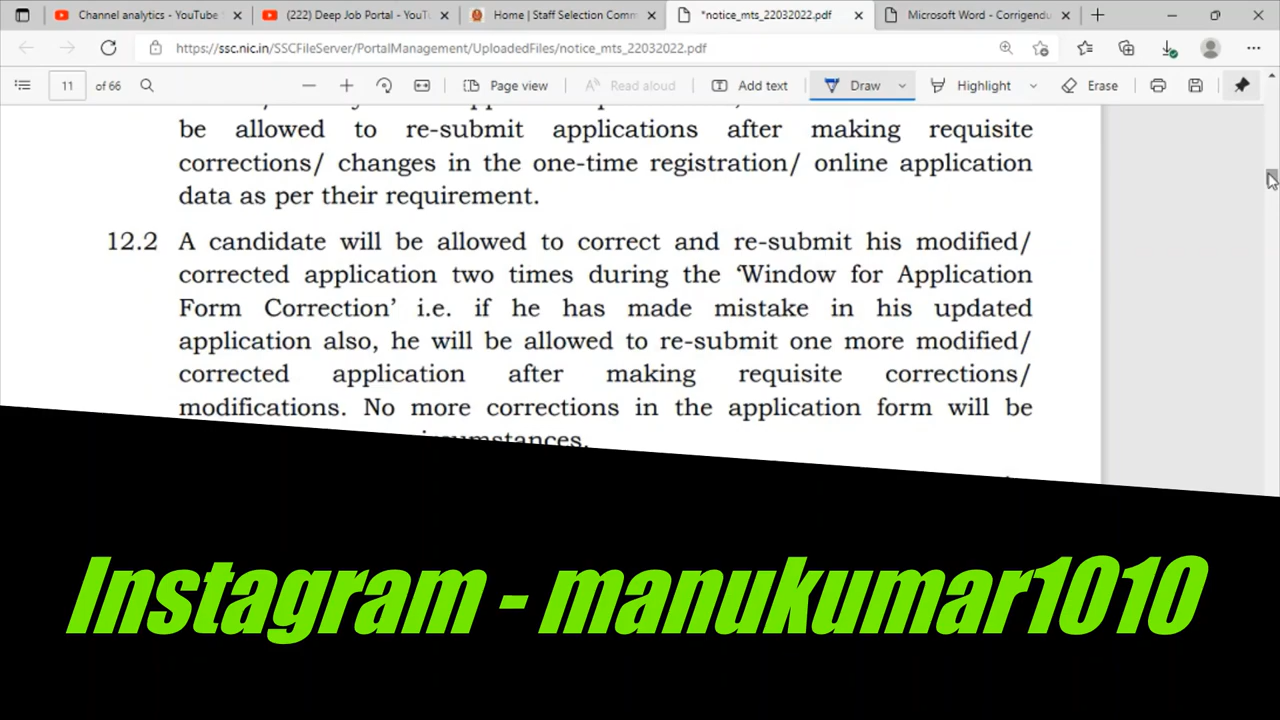 Channel analytics - YouTube
(222) Deep Job Portal - YouT
Home | Staff Selection Comm
*notice_mts_22032022.pdf
Microsoft Word - Corrigendu
https://ssc.nic.in/SSCFileServer/PortalManagement/UploadedFiles/notice_mts_22032022.pdf
11 of 66
Page view
Read aloud
Add text
Draw
Highlight
Erase
be allowed to re-submit applications after making requisite
corrections/ changes in the one-time registration/ online application
data as per their requirement.
12.2 A candidate will be allowed to correct and re-submit his modified/
corrected application two times during the ‘Window for Application
Form Correction’ i.e. if he has made mistake in his updated
application also, he will be allowed to re-submit one more modified/
corrected application after making requisite corrections/
modifications. No more corrections in the application form will be
circumstances.
Instagram - manukumar1010